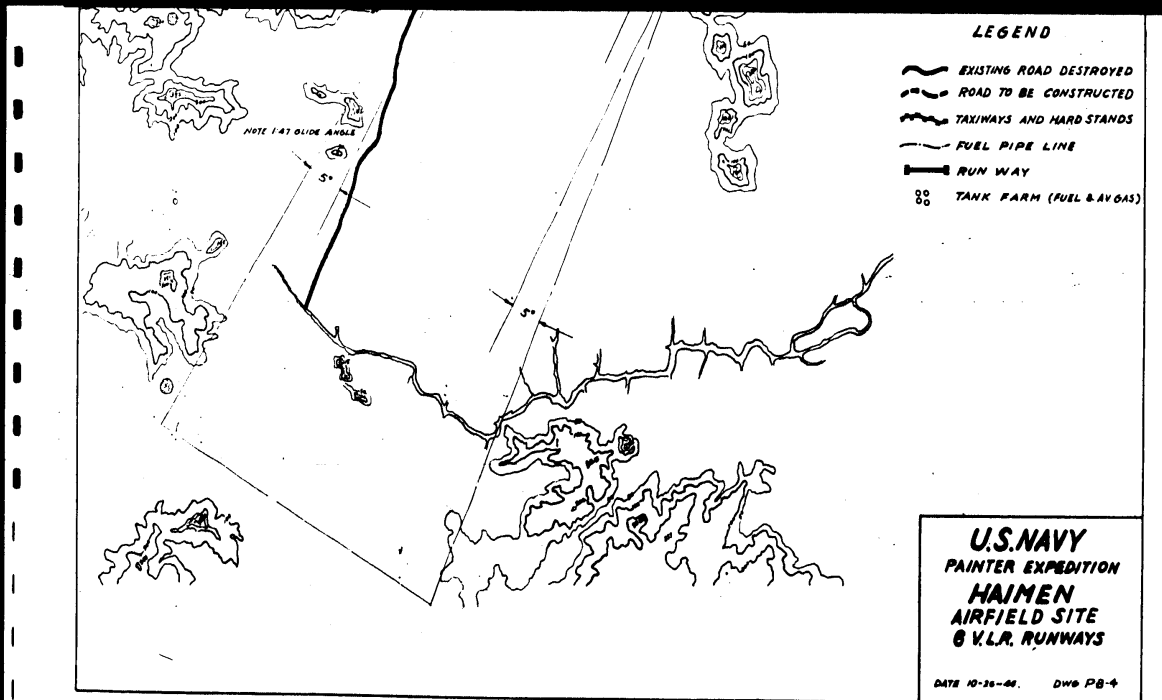 LEGEND
EXISTING ROAD DESTROYED
ROAD TO BE CONSTRUCTED
TAXIWAYS AND HARD STANDS
FUEL PIPE LINE
RUN WAY
TANK FARM (FUEL & AV GAS)
NOTE 1:47 GLIDE ANGLE
5°
5°
U.S.NAVY
PAINTER EXPEDITION
HAIMEN
AIRFIELD SITE
6 V.L.R. RUNWAYS
DATE 10-26-44. DWG PB-4